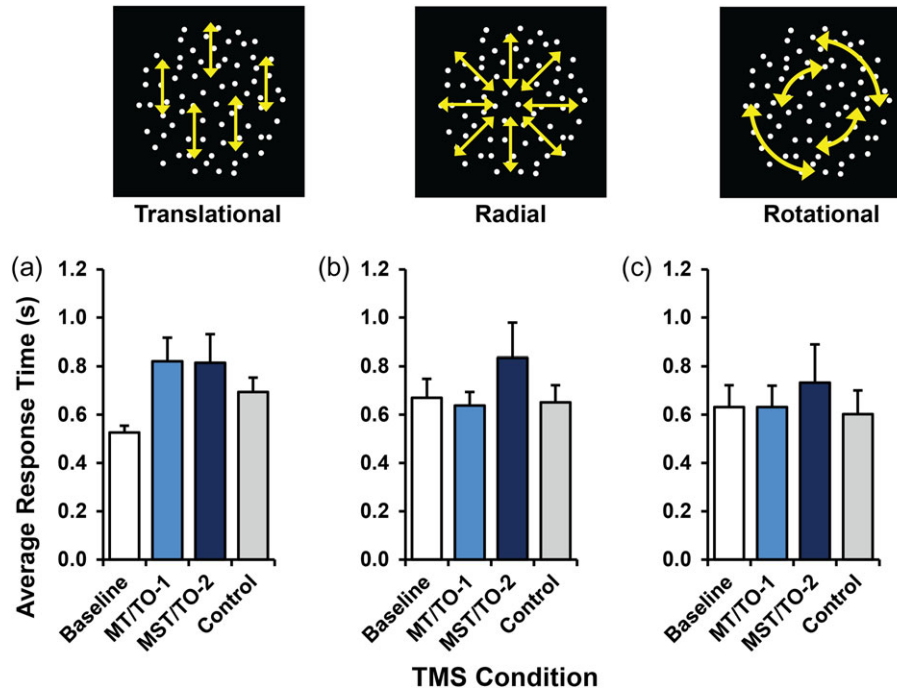 Translational
Radial
Rotational
(a)
(b)
(c)
Average Response Time (s)
1.2
1.0
0.8
0.6
0.4
0.2
0.0
Baseline
MT/TO-1
MST/TO-2
Control
1.2
1.0
0.8
0.6
0.4
0.2
0.0
Baseline
MT/TO-1
MST/TO-2
Control
1.2
1.0
0.8
0.6
0.4
0.2
0.0
Baseline
MT/TO-1
MST/TO-2
Control
TMS Condition